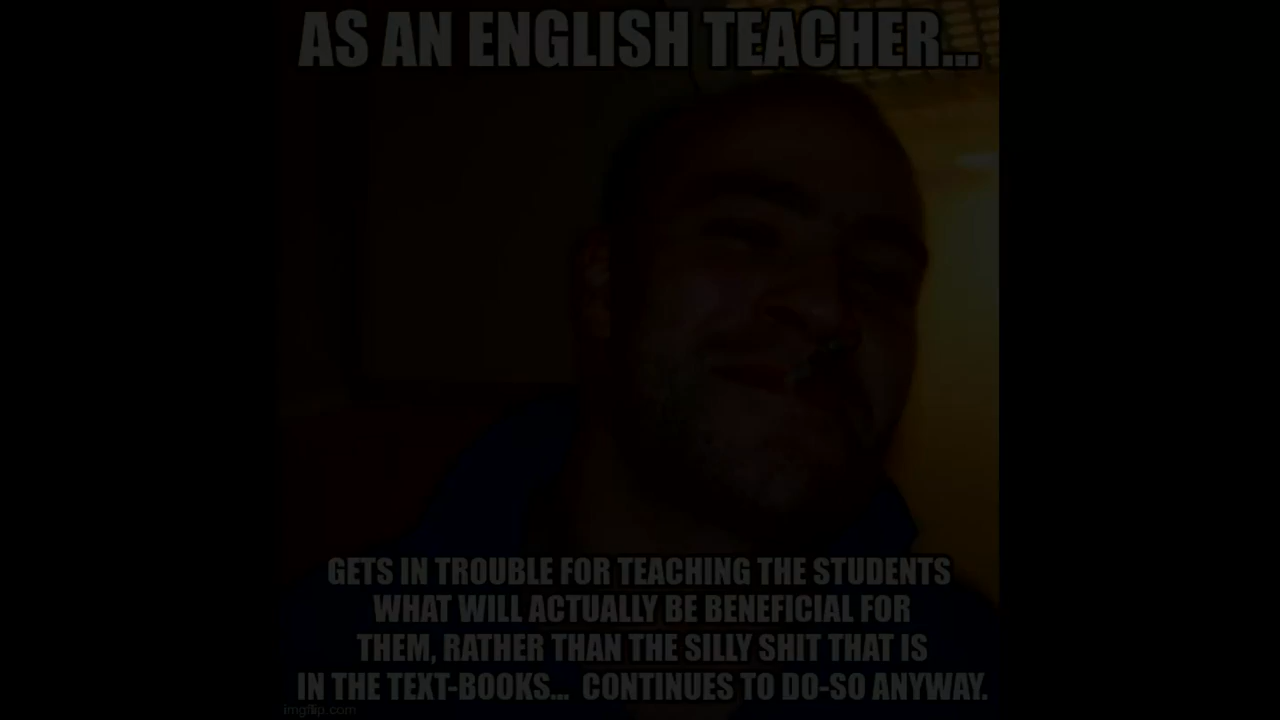 AS AN ENGLISH TEACHER...
GETS IN TROUBLE FOR TEACHING THE STUDENTS
WHAT WILL ACTUALLY BE BENEFICIAL FOR
THEM, RATHER THAN THE SILLY SHIT THAT IS
IN THE TEXT-BOOKS... CONTINUES TO DO-SO ANYWAY.
imgflip.com